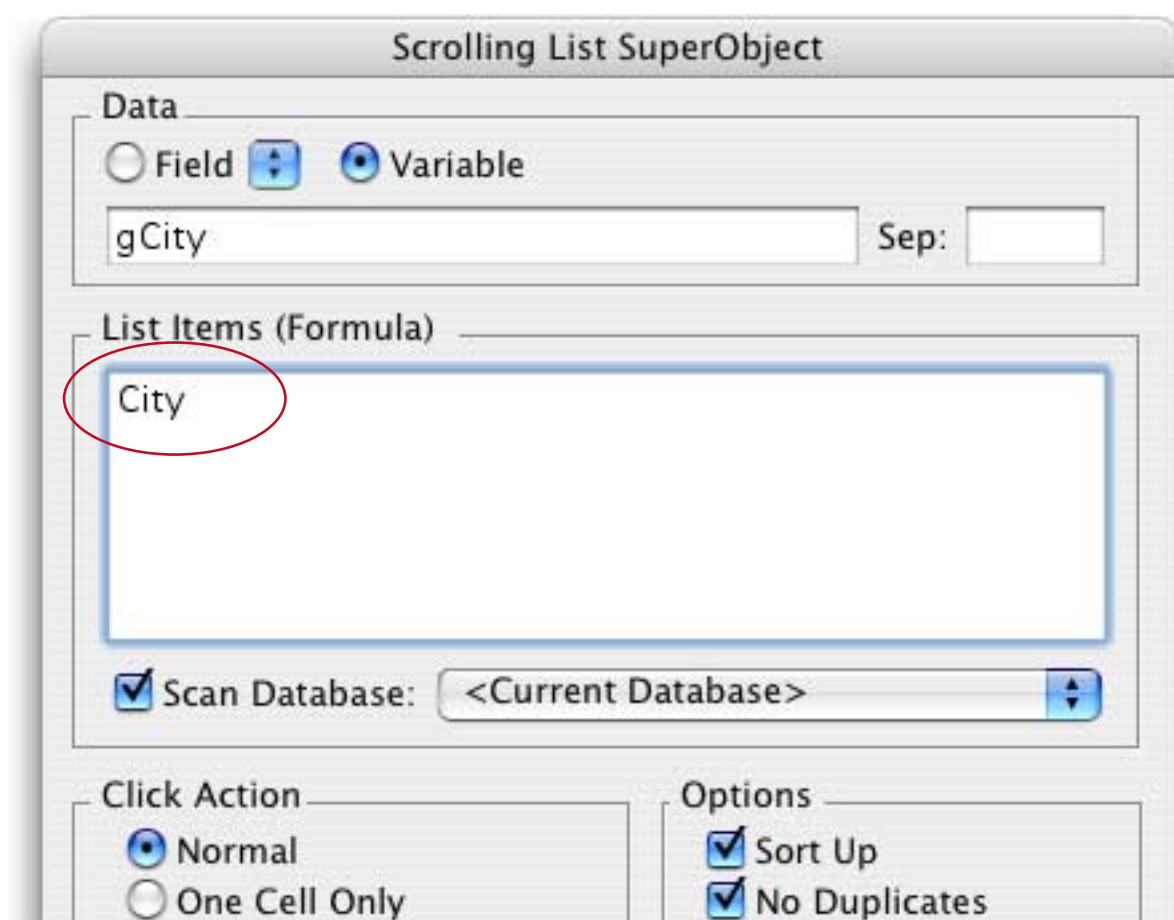 Scrolling List SuperObject
Data
Field Variable
gCity Sep:
List Items (Formula)
City
Scan Database: <Current Database>
Click Action Options
Normal Sort Up
One Cell Only No Duplicates